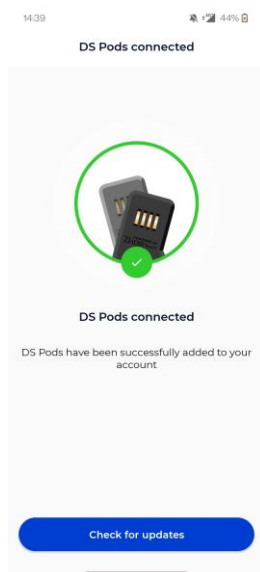 14:39
44%
DS Pods connected
DS Pods connected
DS Pods have been successfully added to your
account
Check for updates